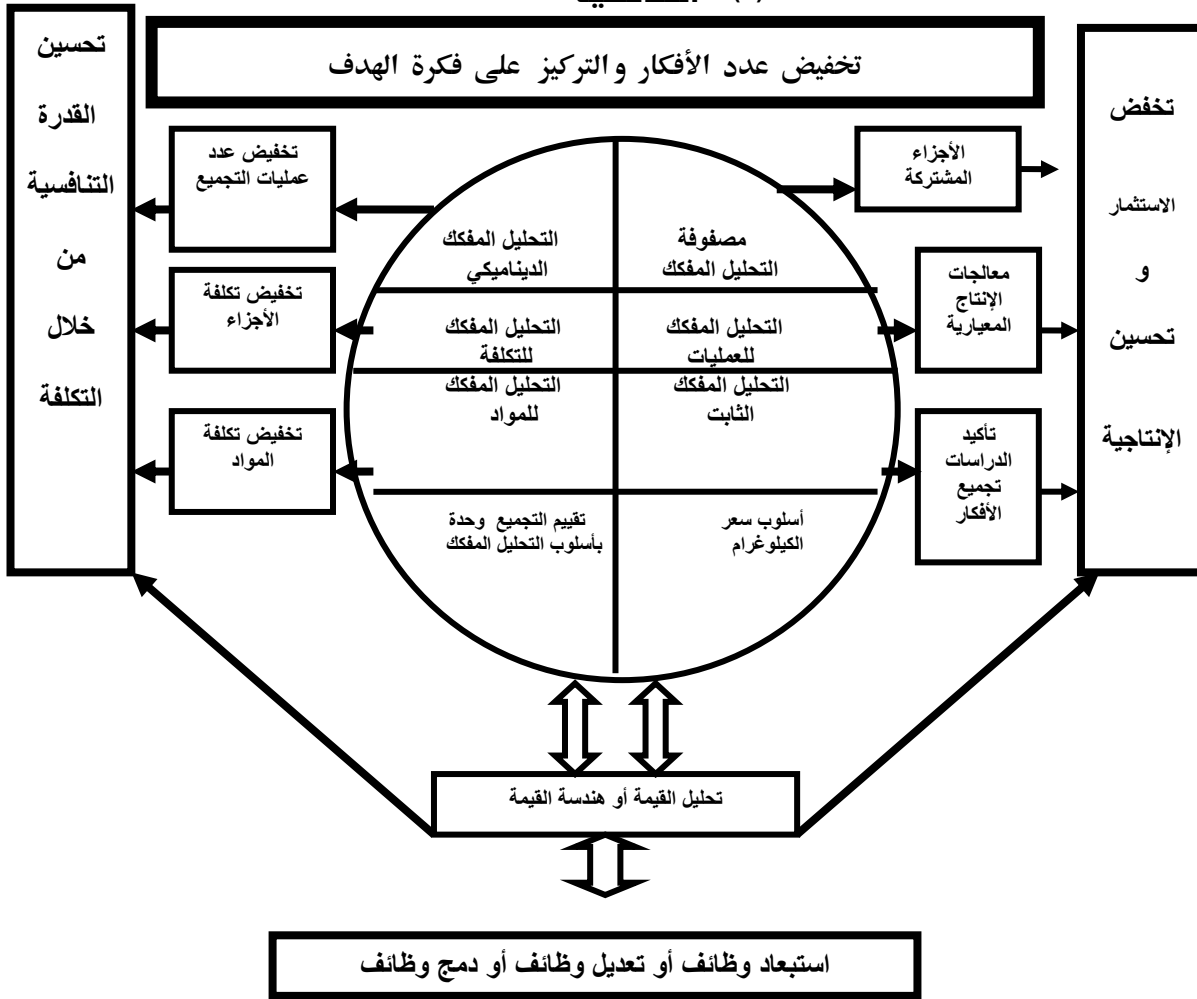 تخفيض عدد الأفكار والتركيز على فكرة الهدف
تخفض
الاستثمار
و
تحسين
الإنتاجية
الأجزاء
المشتركة
معالجات
الإنتاج
المعيارية
تأكيد
الدراسات
تجميع
الأفكار
مصفوفة
التحليل المفكك
التحليل المفكك
الديناميكي
التحليل المفكك
للعمليات
التحليل المفكك
للتكلفة
التحليل المفكك
الثابت
التحليل المفكك
للمواد
أسلوب سعر
الكيلوغرام
تقييم التجميع وحدة
بأسلوب التحليل المفكك
تخفيض عدد
عمليات التجميع
تخفيض تكلفة
الأجزاء
تخفيض تكلفة
المواد
تحسين
القدرة
التنافسية
من
خلال
التكلفة
تحليل القيمة أو هندسة القيمة
استبعاد وظائف أو تعديل وظائف أو دمج وظائف